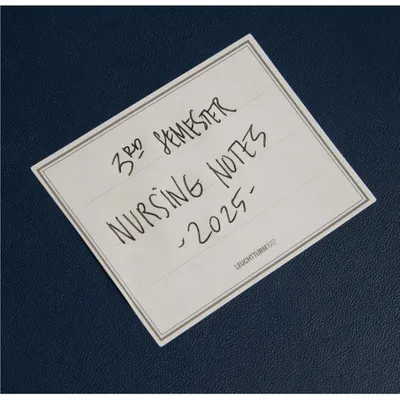 3RD SEMESTER
NURSING NOTES
-2025-
LEUCHTTURM1917